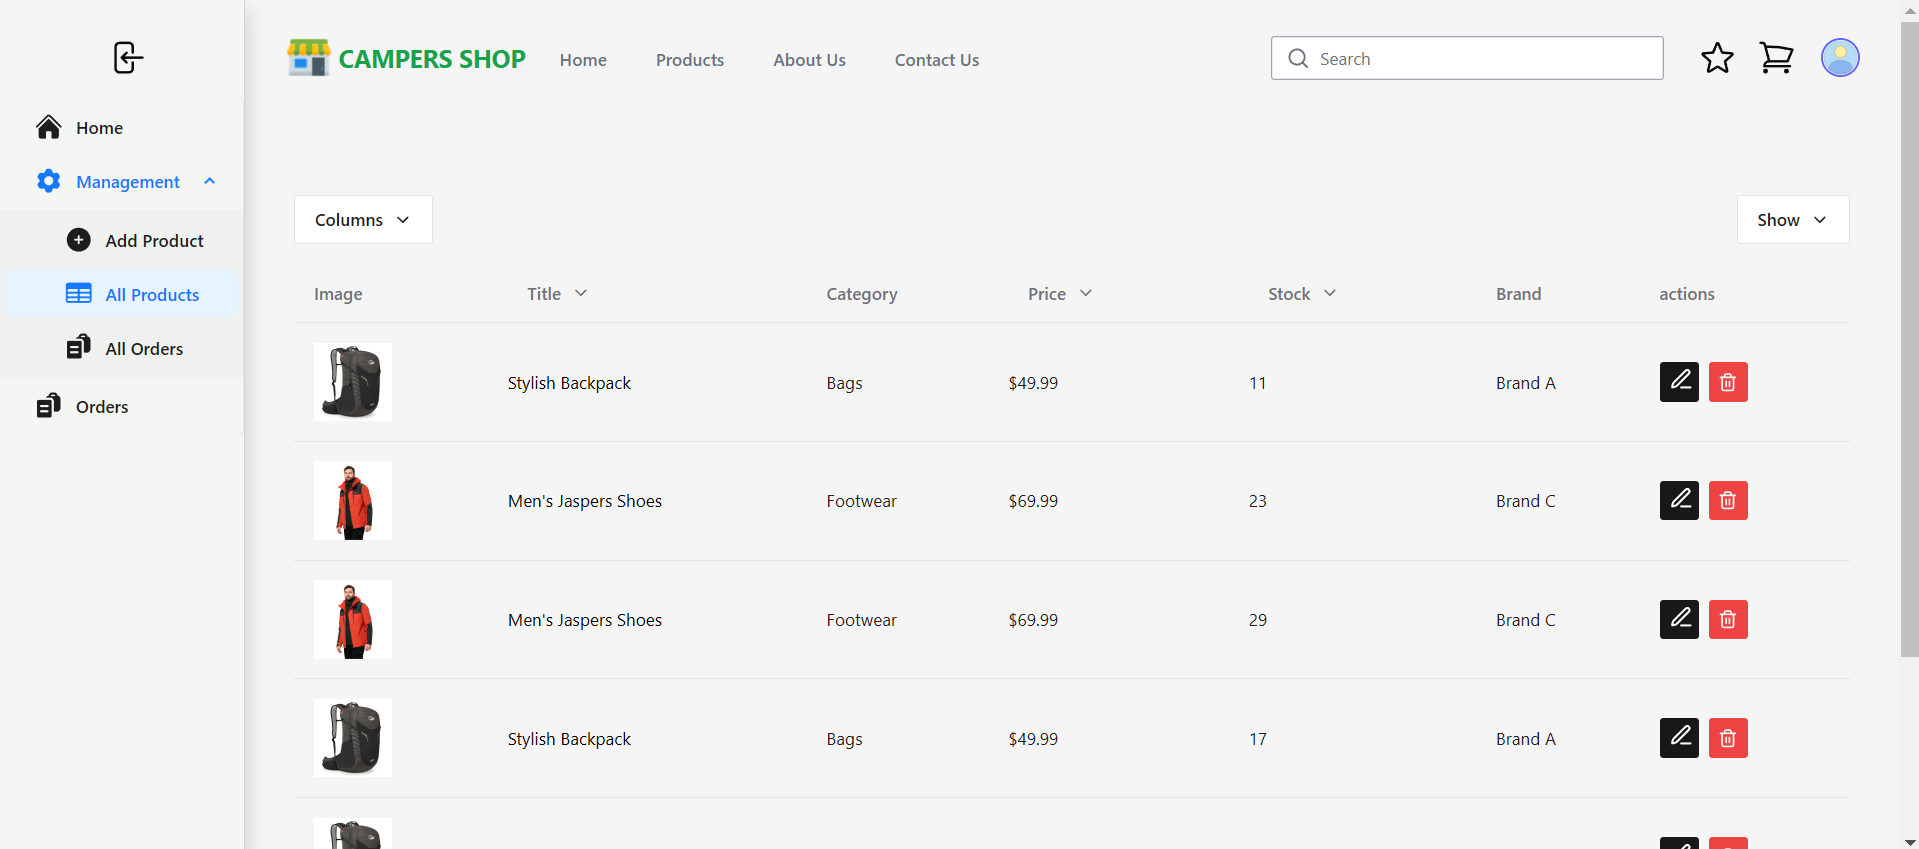 CAMPERS SHOP Home Products About Us Contact Us Search
Home
Management
Add Product
All Products
All Orders
Orders
Columns Show
Image Title Category Price Stock Brand actions
Stylish Backpack Bags $49.99 11 Brand A
Men's Jaspers Shoes Footwear $69.99 23 Brand C
Men's Jaspers Shoes Footwear $69.99 29 Brand C
Stylish Backpack Bags $49.99 17 Brand A